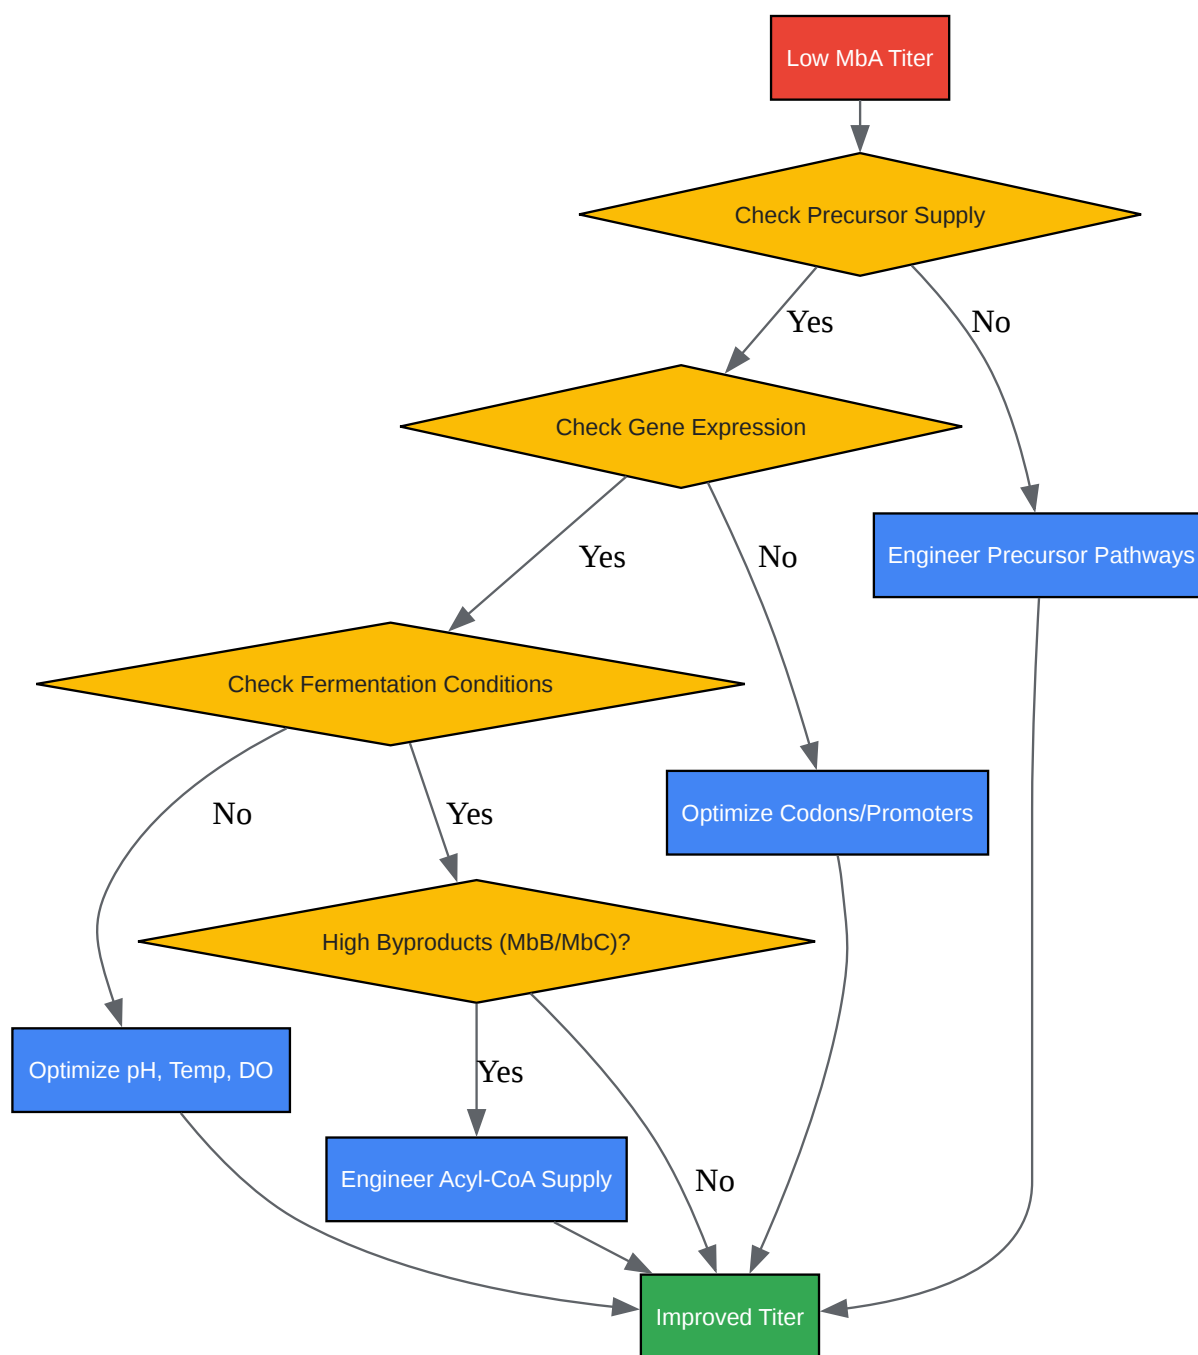 Low MbA Titer
Check Precursor Supply
Yes
No
Check Gene Expression
Yes
No
Engineer Precursor Pathways
Check Fermentation Conditions
No
Yes
Optimize Codons/Promoters
High Byproducts (MbB/MbC)?
Optimize pH, Temp, DO
Yes
Engineer Acyl-CoA Supply
No
Improved Titer